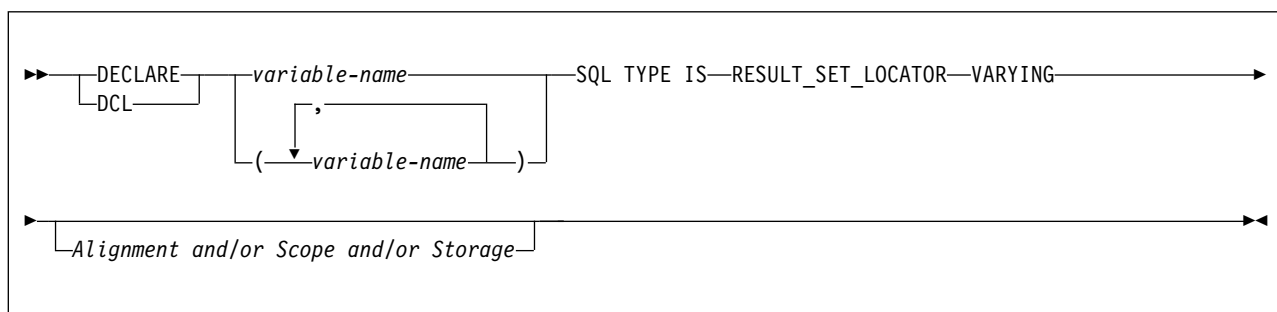 DECLARE variable-name SQL TYPE IS RESULT_SET_LOCATOR VARYING
DCL
,
( variable-name )
Alignment and/or Scope and/or Storage